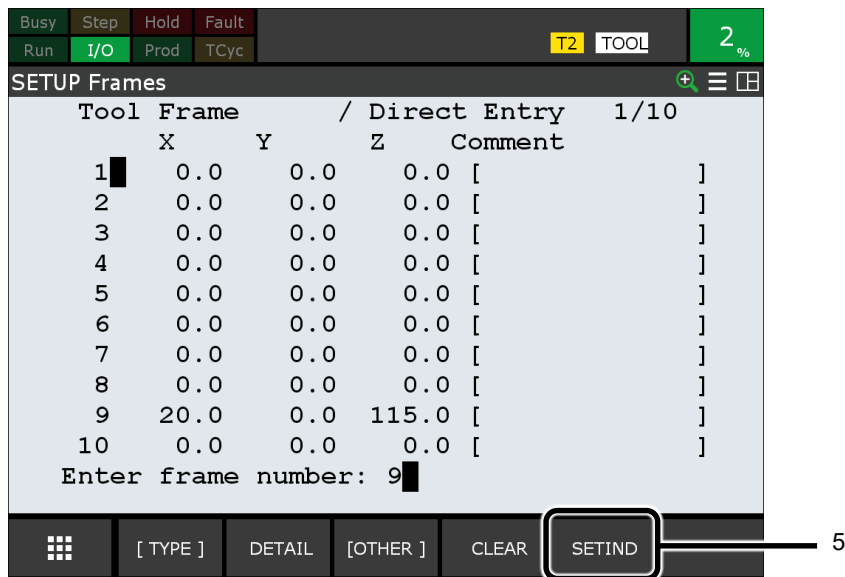 Busy Step Hold Fault
Run I/O Prod TCyc T2 TOOL 2%
SETUP Frames
Tool Frame / Direct Entry 1/10
X Y Z Comment
1 0.0 0.0 0.0 [ ]
2 0.0 0.0 0.0 [ ]
3 0.0 0.0 0.0 [ ]
4 0.0 0.0 0.0 [ ]
5 0.0 0.0 0.0 [ ]
6 0.0 0.0 0.0 [ ]
7 0.0 0.0 0.0 [ ]
8 0.0 0.0 0.0 [ ]
9 20.0 0.0 115.0 [ ]
10 0.0 0.0 0.0 [ ]
Enter frame number: 9
[ TYPE ] DETAIL [OTHER ] CLEAR SETIND 5